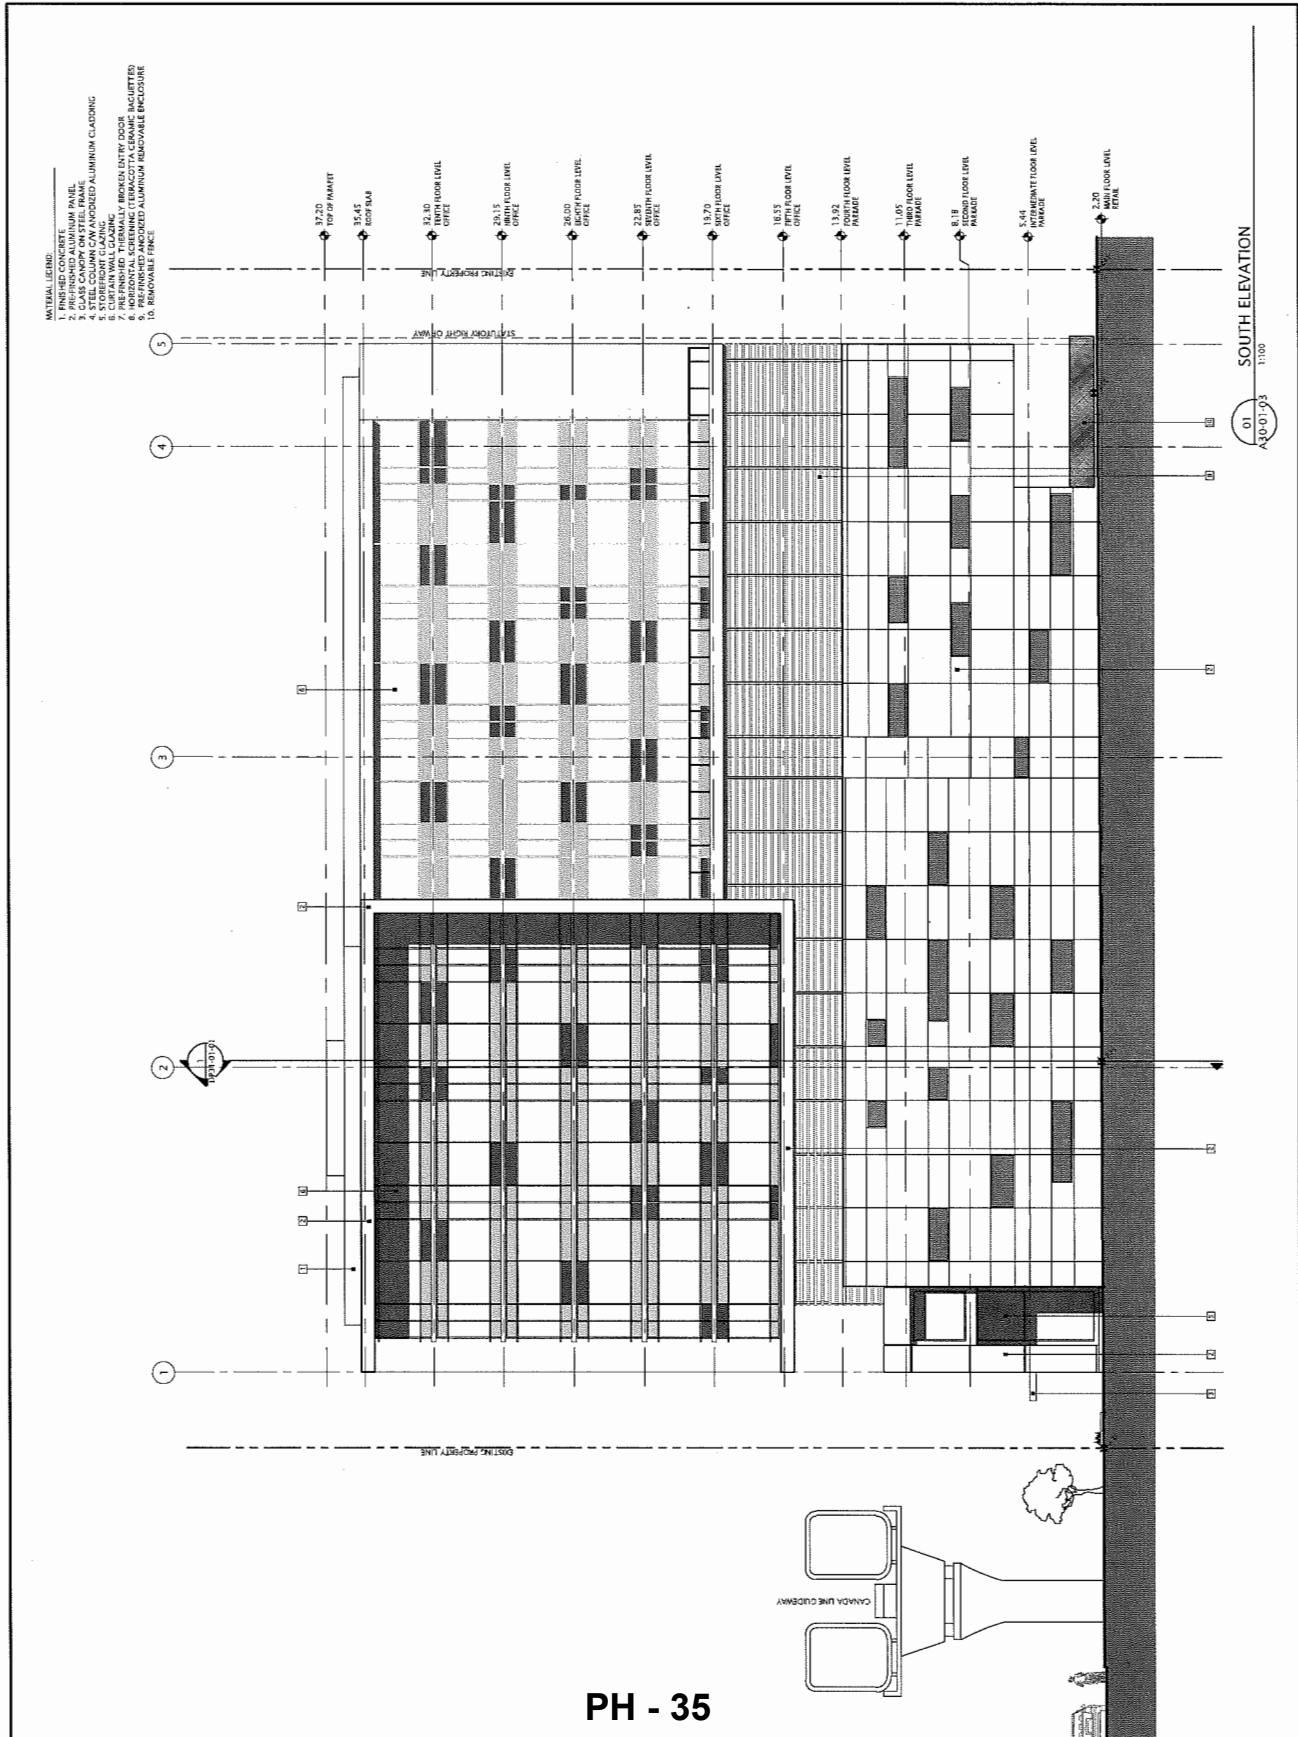 MATERIAL LEGEND:
1. FINISHED CONCRETE
2. PRE-FINISHED ALUMINUM PANEL
3. GLASS CANOPY ON STEEL FRAME
4. STEEL COLUMN C/W ANODIZED ALUMINUM CLADDING
5. STOREFRONT GLAZING
6. CURTAIN WALL GLAZING
7. PRE-FINISHED THERMALLY BROKEN ENTRY DOOR
8. HORIZONTAL SCREENING (TERRACOTTA CERAMIC BAGUETTES)
9. PRE-FINISHED ANODIZED ALUMINUM REMOVABLE ENCLOSURE
10. REMOVABLE FENCE
37.20
TOP OF PARAPET
35.45
ROOF SLAB
32.30
TENTH FLOOR LEVEL
OFFICE
29.15
NINTH FLOOR LEVEL
OFFICE
26.00
EIGHTH FLOOR LEVEL
OFFICE
22.85
SEVENTH FLOOR LEVEL
OFFICE
19.70
SIXTH FLOOR LEVEL
OFFICE
16.55
FIFTH FLOOR LEVEL
OFFICE
13.92
FOURTH FLOOR LEVEL
PARKADE
11.05
THIRD FLOOR LEVEL
PARKADE
8.18
SECOND FLOOR LEVEL
PARKADE
5.44
INTERMEDIATE FLOOR LEVEL
PARKADE
2.20
MAIN FLOOR LEVEL
RETAIL
EXISTING PROPERTY LINE
STATUTORY RIGHT OF WAY
5
4
3
2
1
1
EXISTING PROPERTY LINE
CANADA LINE GUIDEWAY
01
A30-01-03
SOUTH ELEVATION
1:100
PH - 35